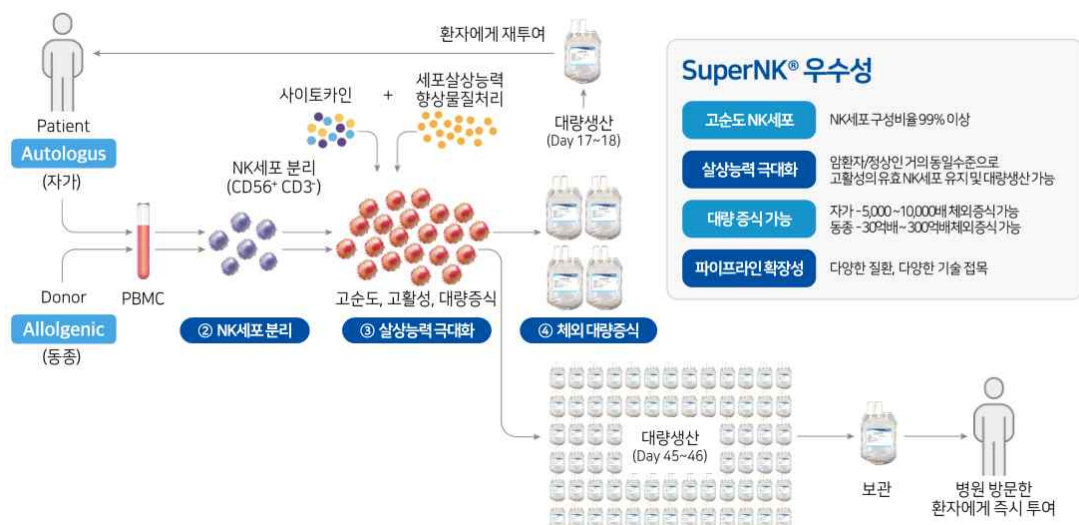 환자에게 재투여
Patient
Autologus
(자가)
사이토카인
+
세포살상능력
향상물질처리
대량생산
(Day 17~18)
NK세포 분리
(CD56⁺ CD3⁻)
PBMC
Donor
Allolgenic
(동종)
고순도, 고활성, 대량증식
② NK세포 분리
③ 살상능력 극대화
④ 체외 대량증식
대량생산
(Day 45~46)
보관
병원 방문한
환자에게 즉시 투여
SuperNK® 우수성
고순도 NK세포
NK세포 구성비율 99% 이상
살상능력 극대화
암환자/정상인 거의 동일수준으로
고활성의 유효 NK세포 유지 및 대량생산 가능
대량 증식 가능
자가 -5,000 ~10,000배 체외증식 가능
동종 -30억배~ 300억배 체외증식 가능
파이프라인 확장성
다양한 질환, 다양한 기술 접목